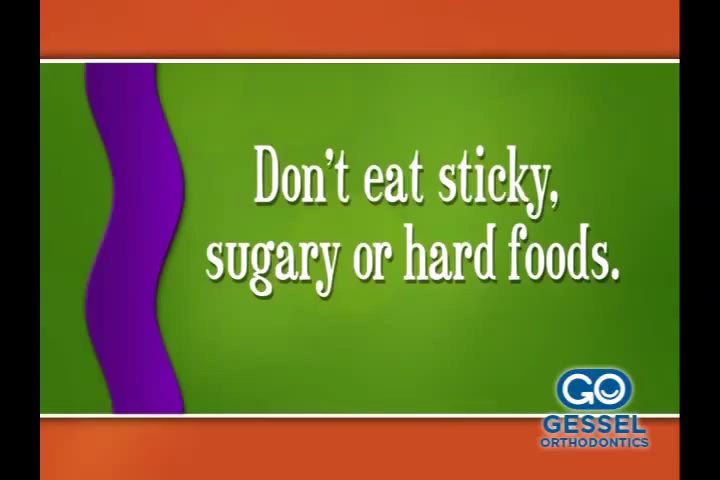 Don't eat sticky,
sugary or hard foods.
GO
GESSEL
ORTHODONTICS